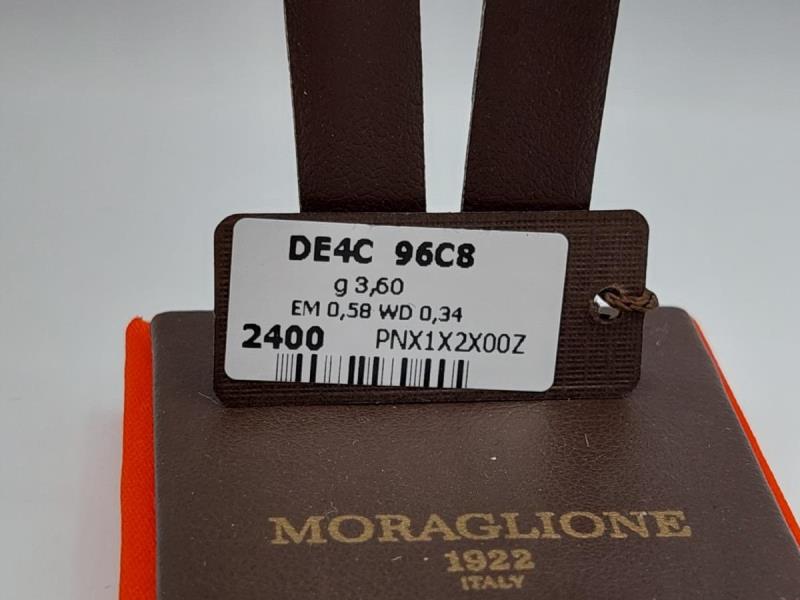 DE4C 96C8
g 3,60
EM 0,58 WD 0,34
2400 PNX1X2X00Z
MORAGLIONE
1922
ITALY